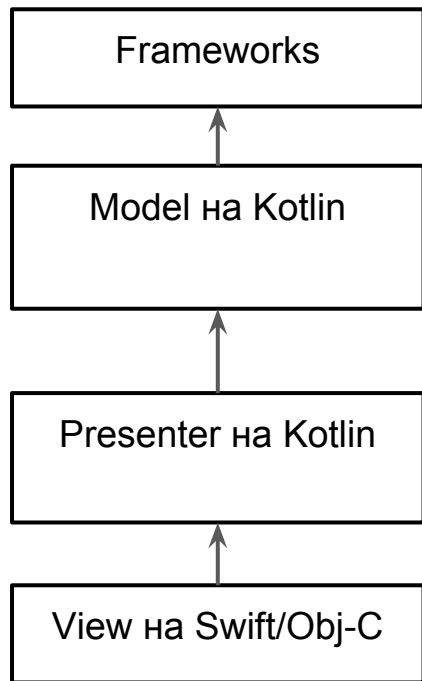 Frameworks
Model на Kotlin
Presenter на Kotlin
View на Swift/Obj-C